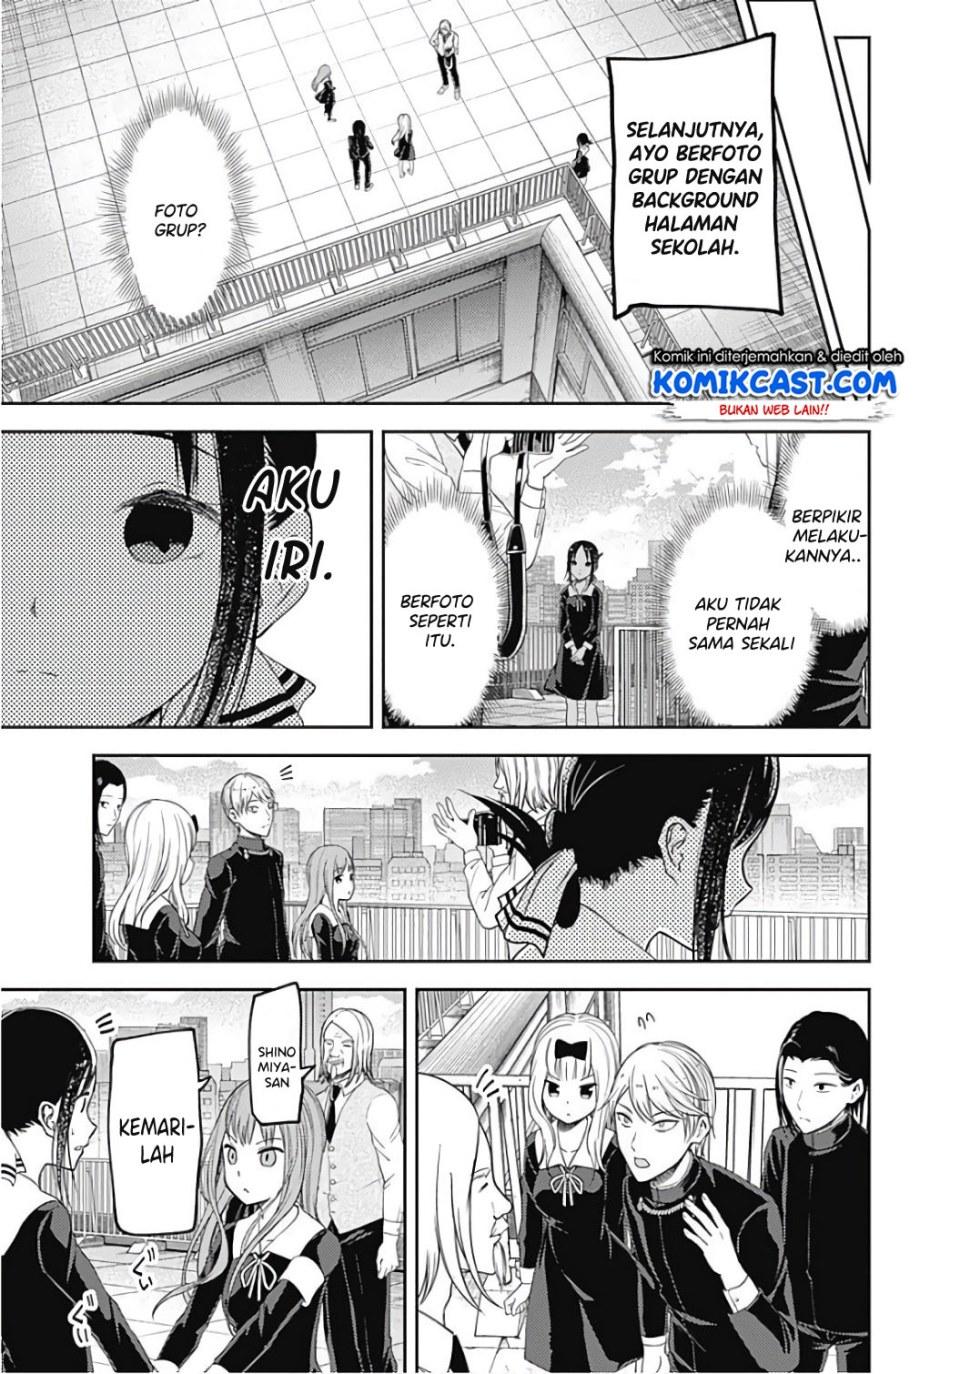 SELANJUTNYA,
AYO BERFOTO
GRUP DENGAN
BACKGROUND
HALAMAN
SEKOLAH.
FOTO
GRUP?
Komik ini diterjemahkan & diedit oleh
KOMIKCAST.COM
BUKAN WEB LAIN!!
BERPIKIR
MELAKU-
KANNYA..
AKU TIDAK
PERNAH
SAMA SEKALI
BERFOTO
SEPERTI
ITU.
AKU
IRI.
SHINO
MIYA-
SAN
KEMARI-
LAH